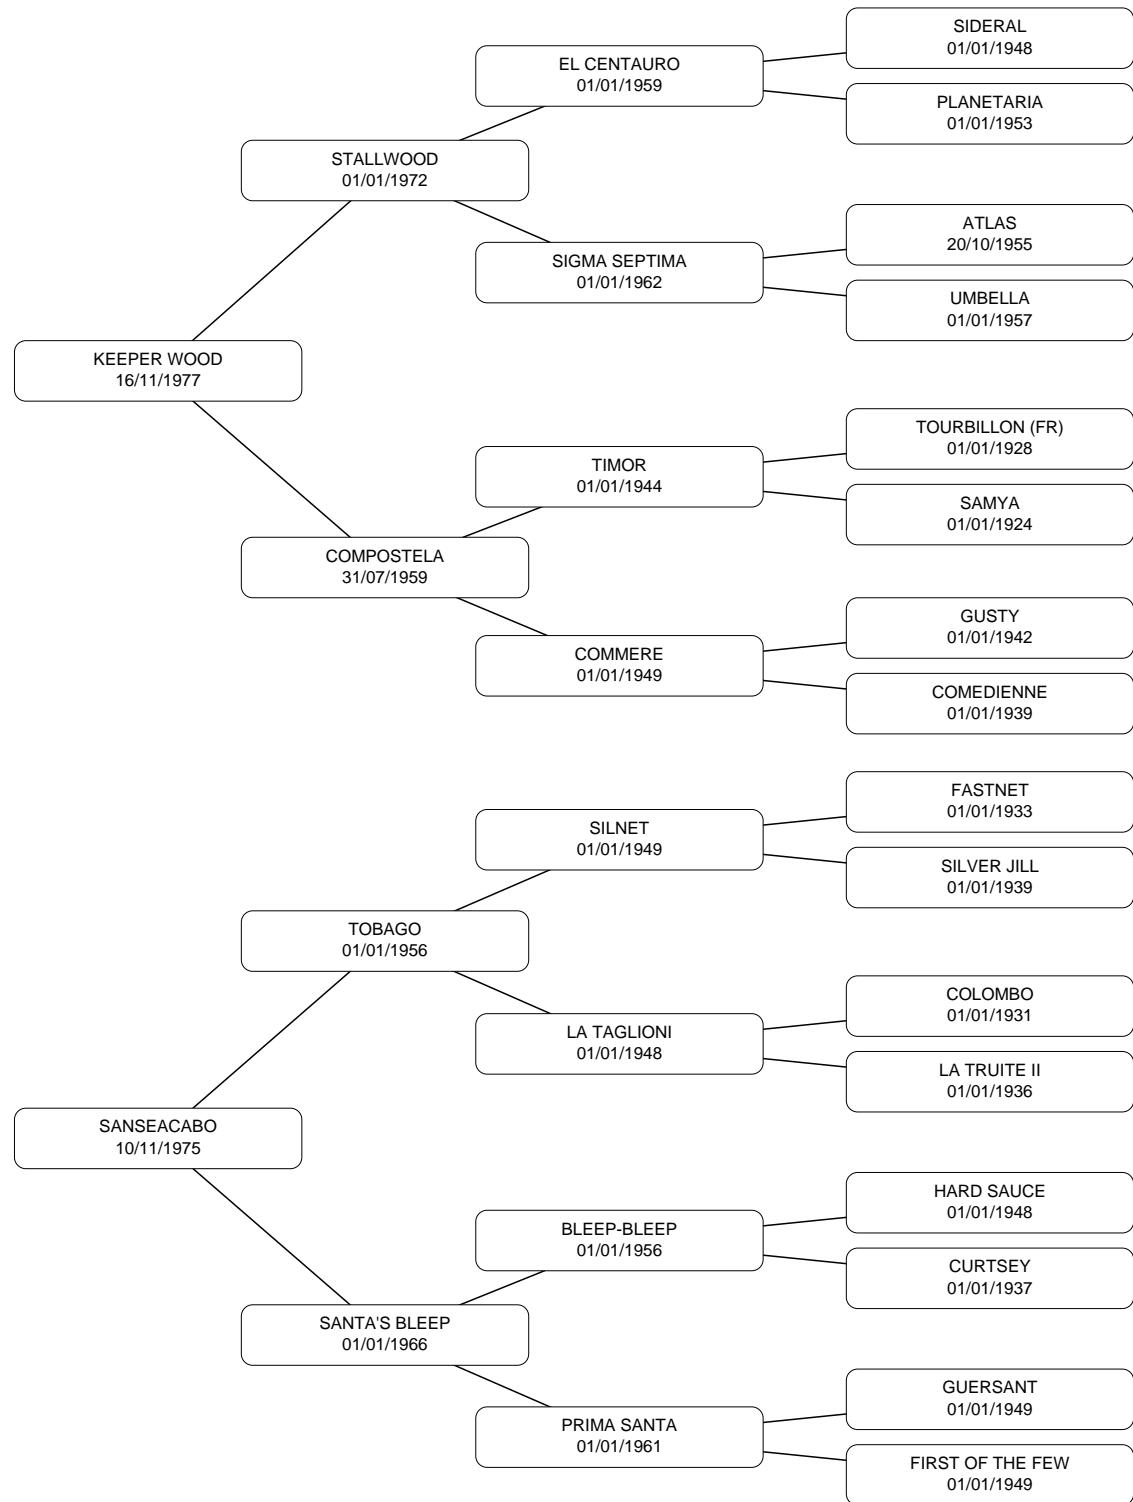 SIDERAL
01/01/1948
EL CENTAURO
01/01/1959
PLANETARIA
01/01/1953
STALLWOOD
01/01/1972
ATLAS
20/10/1955
SIGMA SEPTIMA
01/01/1962
UMBELLA
01/01/1957
KEEPER WOOD
16/11/1977
TOURBILLON (FR)
01/01/1928
TIMOR
01/01/1944
SAMYA
01/01/1924
COMPOSTELA
31/07/1959
GUSTY
01/01/1942
COMMERE
01/01/1949
COMEDIENNE
01/01/1939
FASTNET
01/01/1933
SILNET
01/01/1949
SILVER JILL
01/01/1939
TOBAGO
01/01/1956
COLOMBO
01/01/1931
LA TAGLIONI
01/01/1948
LA TRUITE II
01/01/1936
SANSEACABO
10/11/1975
HARD SAUCE
01/01/1948
BLEEP-BLEEP
01/01/1956
CURTSEY
01/01/1937
SANTA'S BLEEP
01/01/1966
GUERSANT
01/01/1949
PRIMA SANTA
01/01/1961
FIRST OF THE FEW
01/01/1949